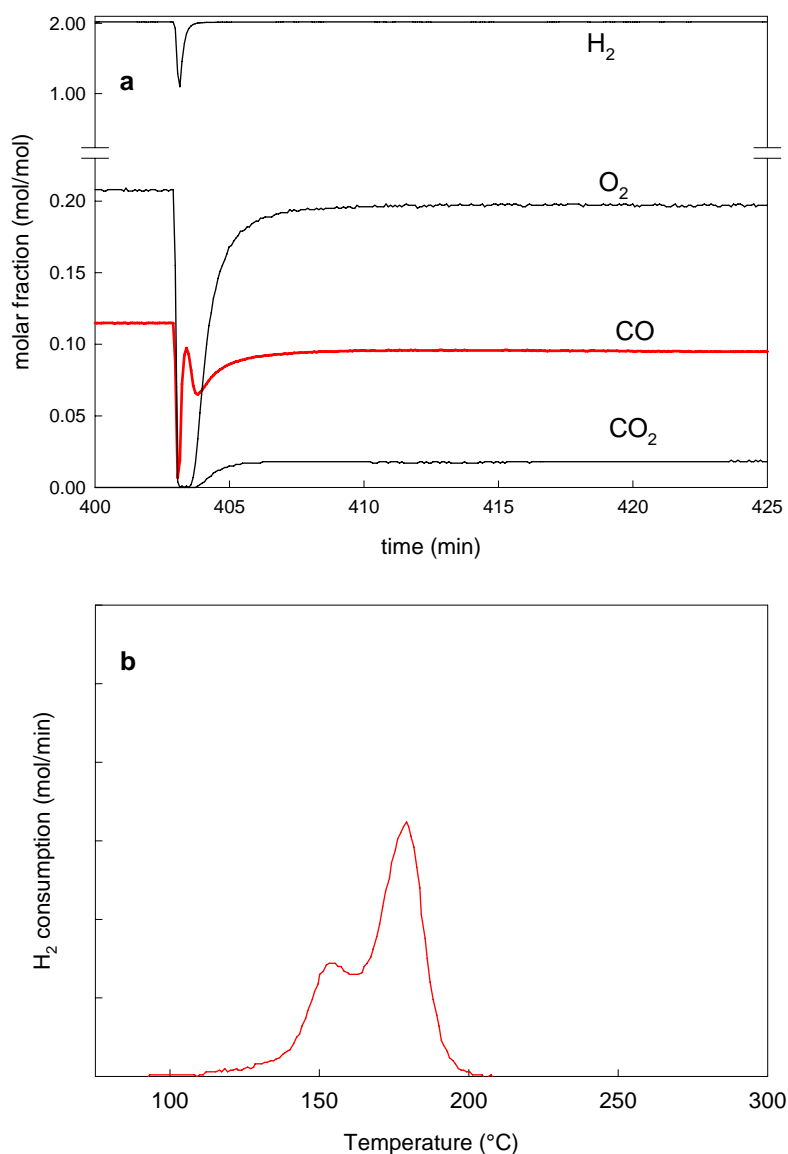 2.00
H2
a
1.00
molar fraction (mol/mol)
O2
0.20
0.15
CO
0.10
0.05
CO2
0.00
400 405 410 415 420 425
time (min)
b
H2 consumption (mol/min)
100 150 200 250 300
Temperature (°C)